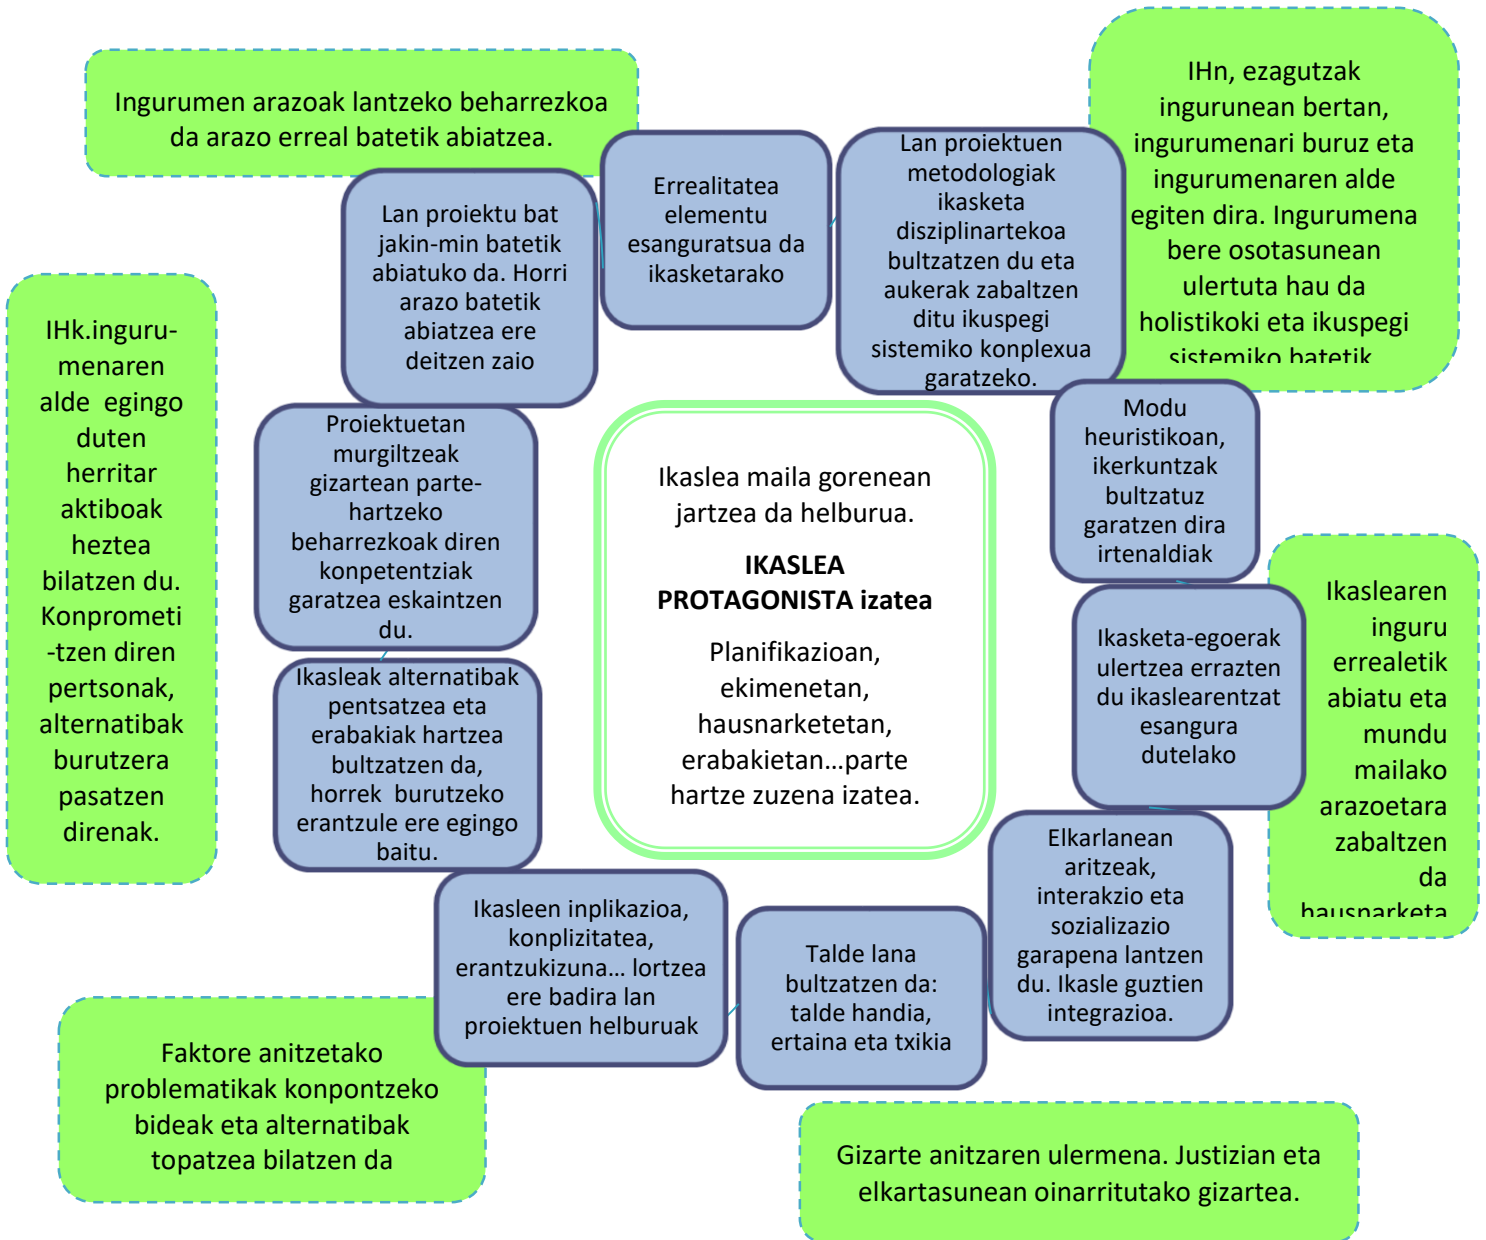 Ingurumen arazoak lantzeko beharrezkoa
da arazo erreal batetik abiatzea.
IHn, ezagutzak
ingurunean bertan,
ingurumenari buruz eta
ingurumenaren alde
egiten dira. Ingurumena
bere osotasunean
ulertuta hau da
holistikoki eta ikuspegi
sistemiko batetik
Lan proiektu bat
jakin-min batetik
abiatuko da. Horri
arazo batetik
abiatzea ere
deitzen zaio
Errealitatea
elementu
esanguratsua da
ikasketarako
Lan proiektuen
metodologiak
ikasketa
disziplinartekoa
bultzatzen du eta
aukerak zabaltzen
ditu ikuspegi
sistemiko konplexua
garatzeko.
IHk.inguru-
menaren
alde egingo
duten
herritar
aktiboak
heztea
bilatzen du.
Konprometi
-tzen diren
pertsonak,
alternatibak
burutzera
pasatzen
direnak.
Proiektuetan
murgiltzeak
gizartean parte-
hartzeko
beharrezkoak diren
konpetentziak
garatzea eskaintzen
du.
Ikaslea maila gorenean
jartzea da helburua.
IKASLEA
PROTAGONISTA izatea
Planifikazioan,
ekimenetan,
hausnarketetan,
erabakietan...parte
hartze zuzena izatea.
Modu
heuristikoan,
ikerkuntzak
bultzatuz
garatzen dira
irtenaldiak
Ikasketa-egoerak
ulertzea errazten
du ikaslearentzat
esangura
dutelako
Ikaslearen
inguru
errealetik
abiatu eta
mundu
mailako
arazoetara
zabaltzen
da
hausnarketa
Ikasleak alternatibak
pentsatzea eta
erabakiak hartzea
bultzatzen da,
horrek burutzeko
erantzule ere egingo
baitu.
Elkarlanean
aritzeak,
interakzio eta
sozializazio
garapena lantzen
du. Ikasle guztien
integrazioa.
Ikasleen inplikazioa,
konplizitatea,
erantzukizuna... lortzea
ere badira lan
proiektuen helburuak
Talde lana
bultzatzen da:
talde handia,
ertaina eta txikia
Faktore anitzetako
problematikak konpontzeko
bideak eta alternatibak
topatzea bilatzen da
Gizarte anitzaren ulermena. Justizian eta
elkartasunean oinarritutako gizartea.